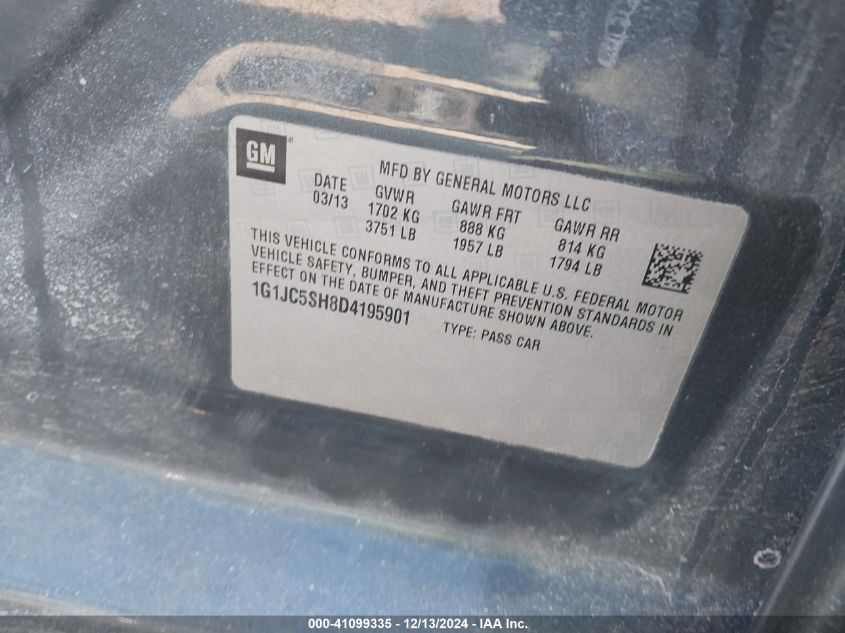 GM
MFD BY GENERAL MOTORS LLC
DATE GVWR GAWR FRT GAWR RR
03/13 1702 KG 888 KG 814 KG
3751 LB 1957 LB 1794 LB
THIS VEHICLE CONFORMS TO ALL APPLICABLE U.S. FEDERAL MOTOR
VEHICLE SAFETY, BUMPER, AND THEFT PREVENTION STANDARDS IN
EFFECT ON THE DATE OF MANUFACTURE SHOWN ABOVE.
1G1JC5SH8D4195901 TYPE: PASS CAR
000-41099335 - 12/13/2024 - IAA Inc.